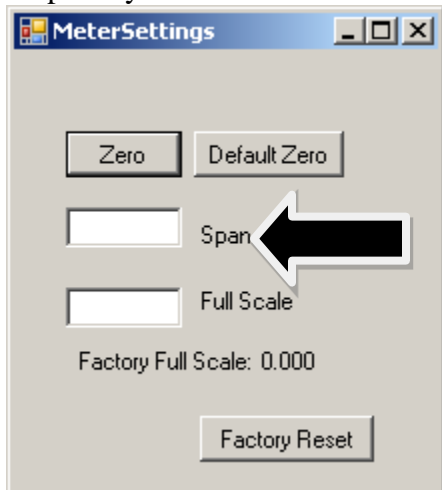 MeterSettings
Zero Default Zero
Span
Full Scale
Factory Full Scale: 0.000
Factory Reset